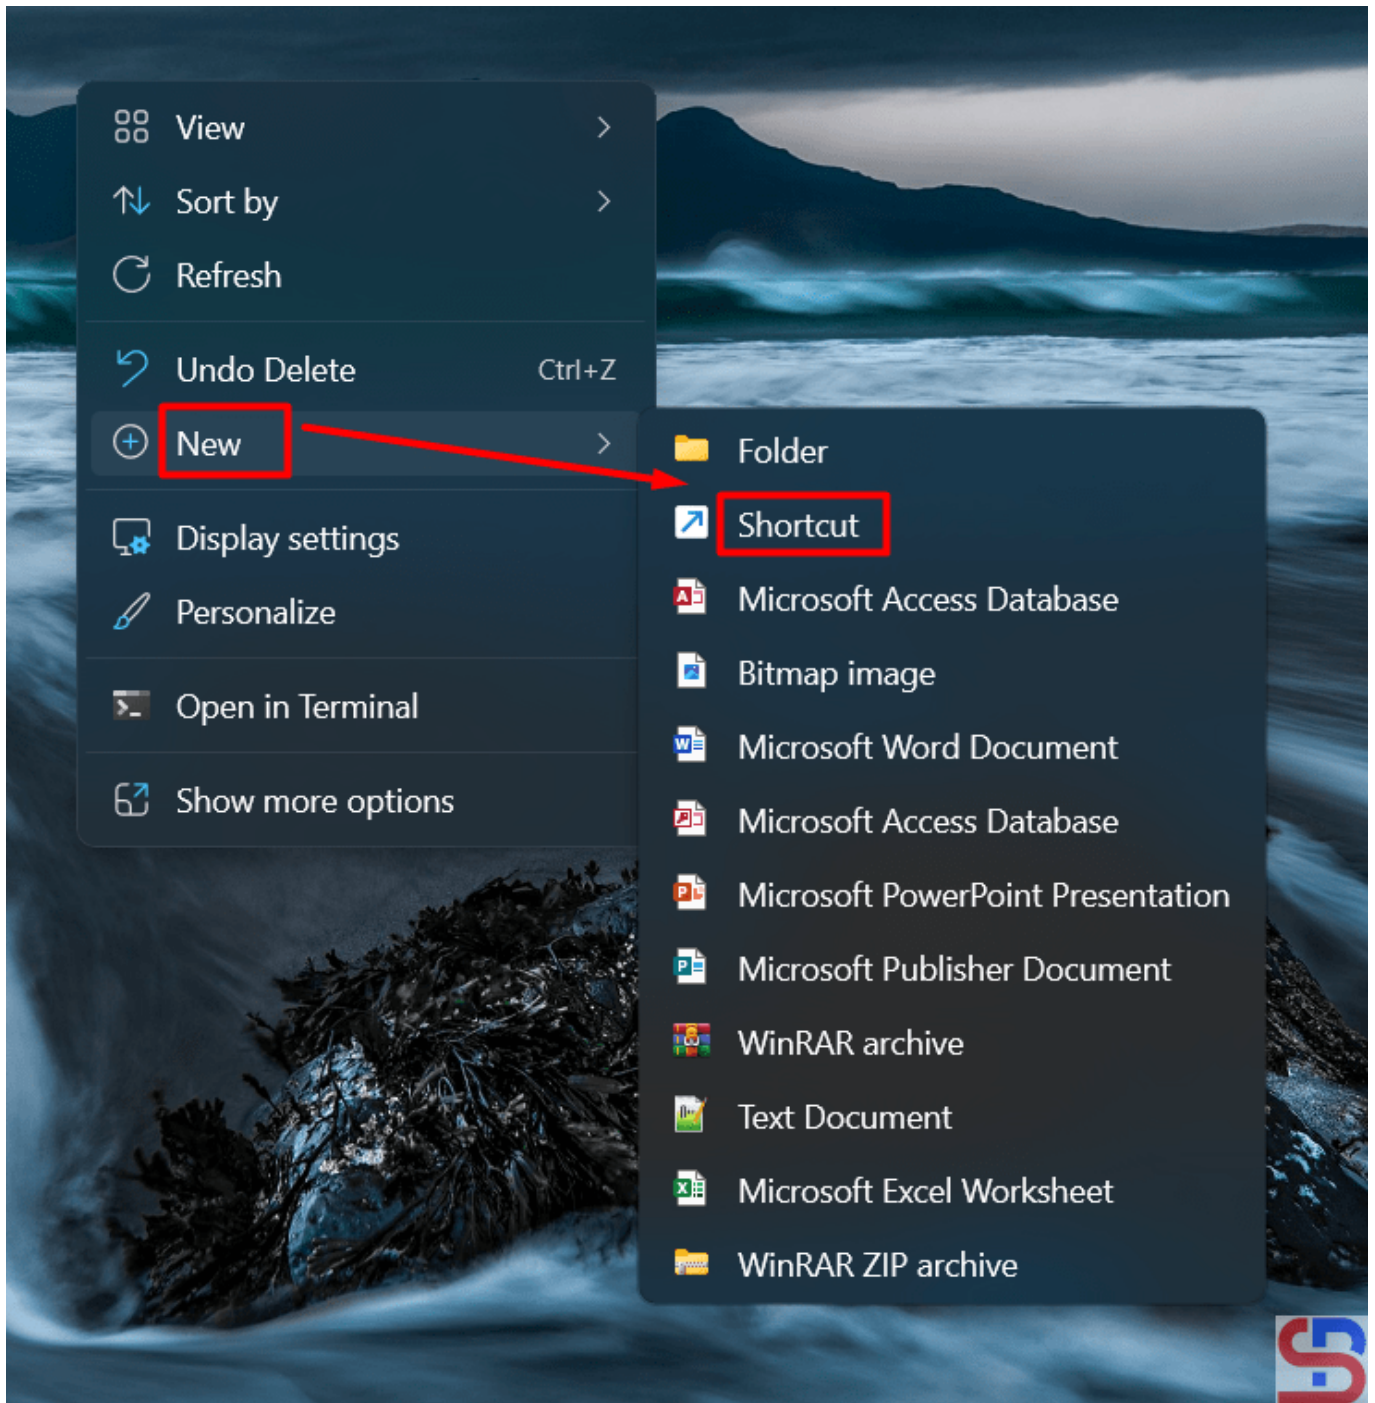 View
Sort by
Refresh
Undo Delete Ctrl+Z
New
Display settings
Personalize
Open in Terminal
Show more options
Folder
Shortcut
Microsoft Access Database
Bitmap image
Microsoft Word Document
Microsoft Access Database
Microsoft PowerPoint Presentation
Microsoft Publisher Document
WinRAR archive
Text Document
Microsoft Excel Worksheet
WinRAR ZIP archive